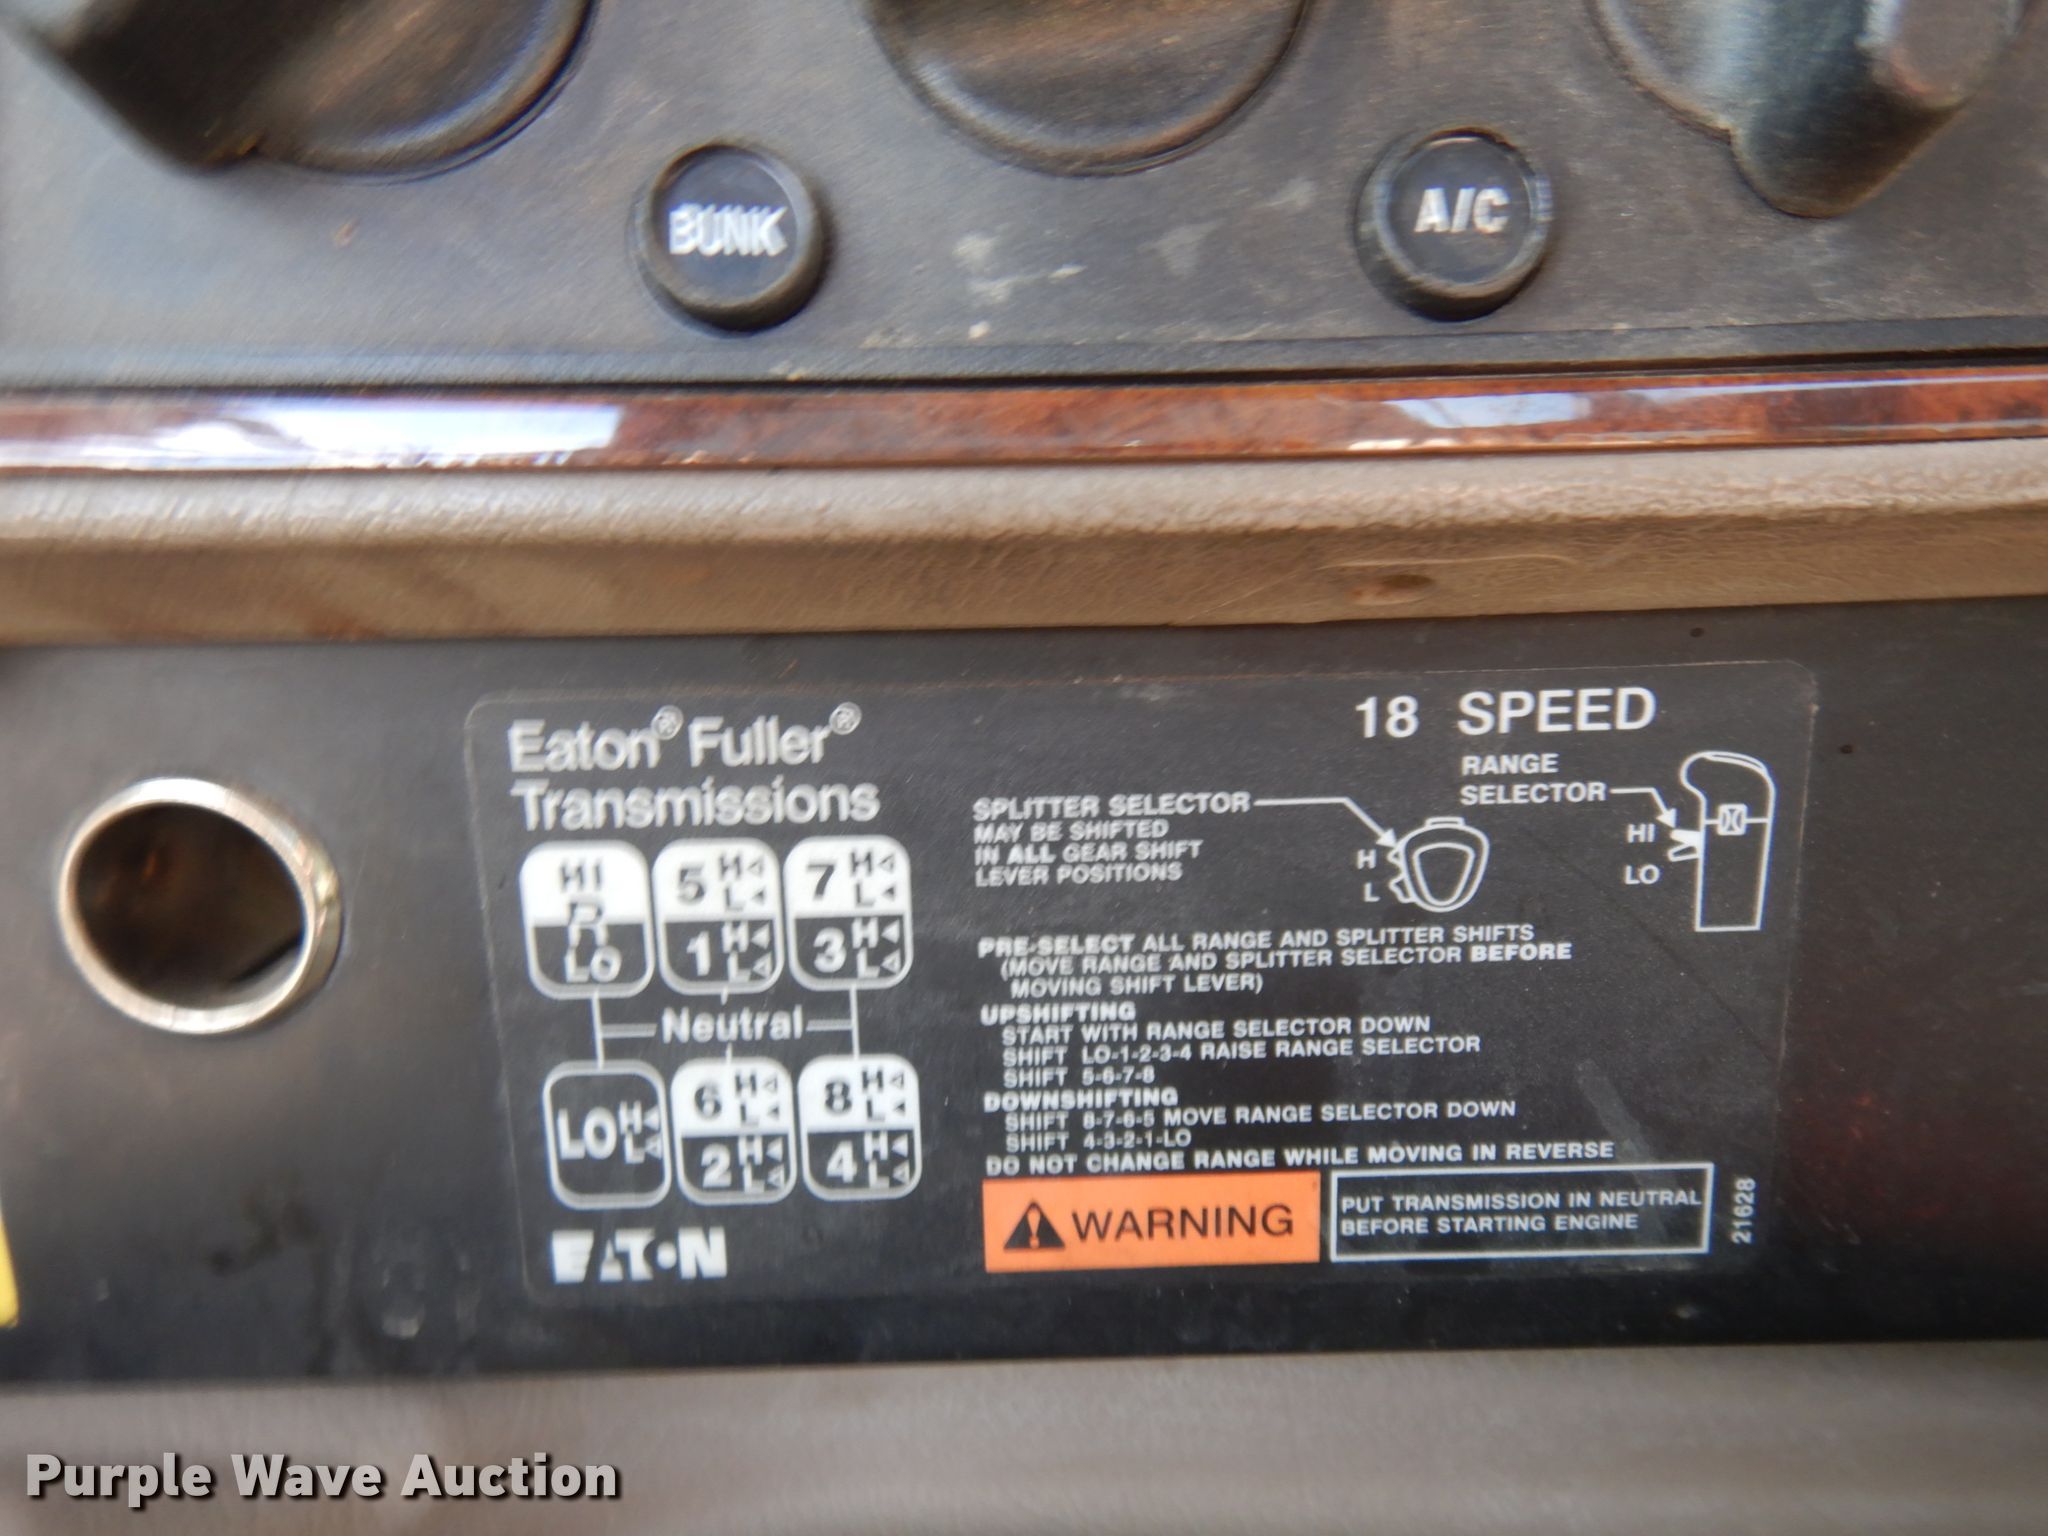 BUNK
A/C
Eaton® Fuller®
Transmissions
18 SPEED
RANGE
SELECTOR
SPLITTER SELECTOR
MAY BE SHIFTED
IN ALL GEAR SHIFT
LEVER POSITIONS
H
L
HI
LO
HI
R
LO
5 H
L
1 H
L
7 H
L
3 H
L
Neutral
LO H
L
6 H
L
2 H
L
8 H
L
4 H
L
EATON
PRE-SELECT ALL RANGE AND SPLITTER SHIFTS
(MOVE RANGE AND SPLITTER SELECTOR BEFORE
MOVING SHIFT LEVER)
UPSHIFTING
START WITH RANGE SELECTOR DOWN
SHIFT LO-1-2-3-4 RAISE RANGE SELECTOR
SHIFT 5-6-7-8
DOWNSHIFTING
SHIFT 8-7-6-5 MOVE RANGE SELECTOR DOWN
SHIFT 4-3-2-1-LO
DO NOT CHANGE RANGE WHILE MOVING IN REVERSE
WARNING
PUT TRANSMISSION IN NEUTRAL
BEFORE STARTING ENGINE
21628
Purple Wave Auction